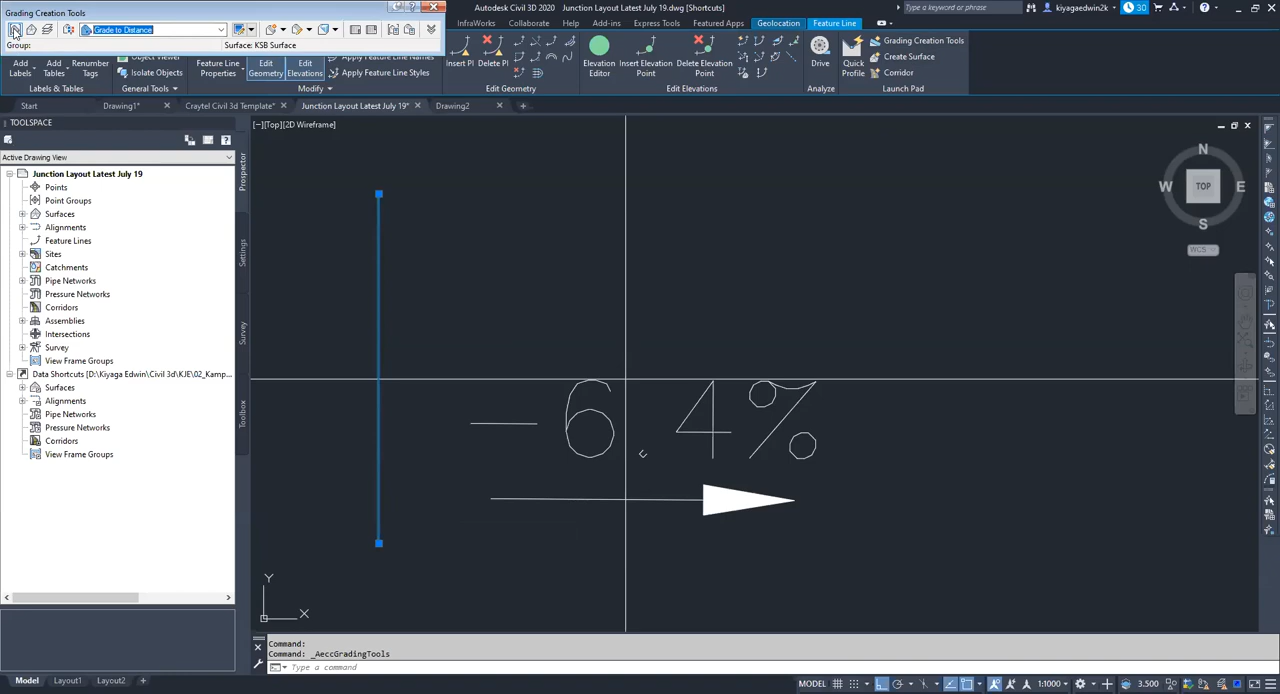 Grading Creation Tools
Grade to Distance
Group:
Surface: KSB Surface
Autodesk Civil 3D 2020
Junction Layout Latest July 19.dwg [Shortcuts]
Type a keyword or phrase
kiyagaedwin2k
30
InfraWorks
Collaborate
Help
Add-ins
Express Tools
Featured Apps
Geolocation
Feature Line
Add Labels
Add Tables
Renumber Tags
Labels & Tables
Object Viewer
Isolate Objects
General Tools
Feature Line Properties
Edit Geometry
Edit Elevations
Apply Feature Line Names
Apply Feature Line Styles
Modify
Insert PI
Delete PI
Edit Geometry
Elevation Editor
Insert Elevation Point
Delete Elevation Point
Edit Elevations
Drive
Analyze
Quick Profile
Grading Creation Tools
Create Surface
Corridor
Launch Pad
Start
Drawing1*
Craytel Civil 3d Template*
Junction Layout Latest July 19*
Drawing2
TOOLSPACE
Active Drawing View
Junction Layout Latest July 19
Points
Point Groups
Surfaces
Alignments
Feature Lines
Sites
Catchments
Pipe Networks
Pressure Networks
Corridors
Assemblies
Intersections
Survey
View Frame Groups
Data Shortcuts [D:\Kiyaga Edwin\Civil 3d\KJE\02_Kamp...
Surfaces
Alignments
Pipe Networks
Pressure Networks
Corridors
View Frame Groups
Prospector
Settings
Survey
Toolbox
[−][Top][2D Wireframe]
N
W
TOP
E
S
WCS
-6.4%
Y
X
Command:
Command: _AeccGradingTools
Type a command
Model
Layout1
Layout2
MODEL
1:1000
3.500